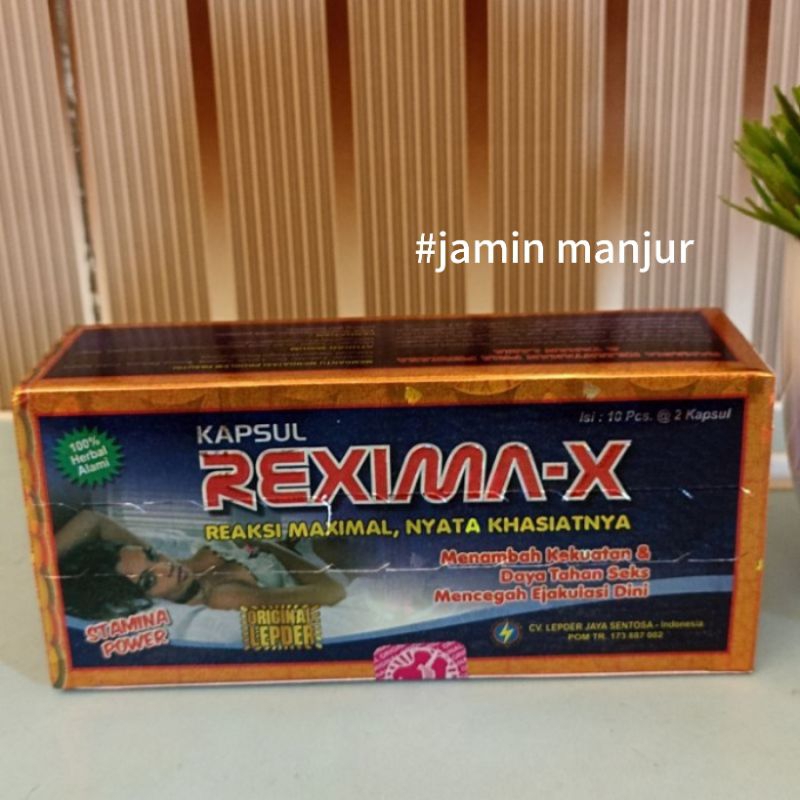 #jamin manjur
Isi : 10 Pcs. @ 2 Kapsul
100%
Herbal
Alami
KAPSUL
REXIMA-X
REAKSI MAXIMAL, NYATA KHASIATNYA
Menambah Kekuatan &
Daya Tahan Seks
Mencegah Ejakulasi Dini
STAMINA
POWER
ORIGINAL
LEPDER
CV. LEPDER JAYA SENTOSA - Indonesia
POM TR. 173 687 002